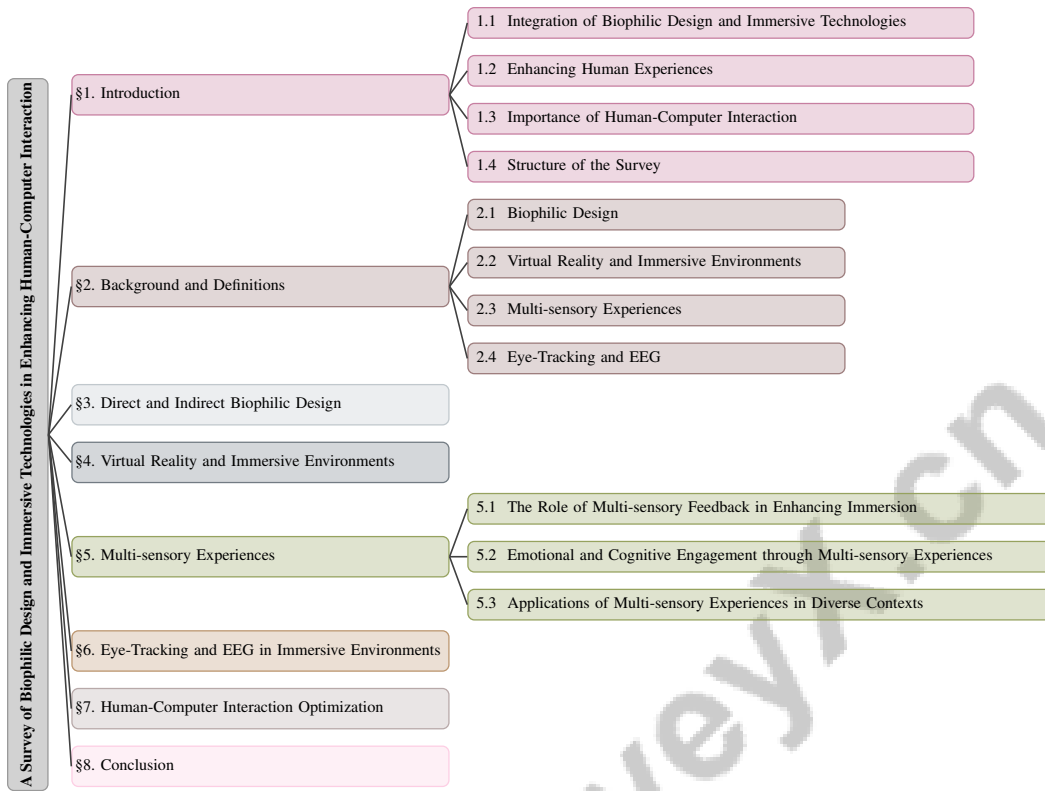 A Survey of Biophilic Design and Immersive Technologies in Enhancing Human-Computer Interaction
§1. Introduction
1.1 Integration of Biophilic Design and Immersive Technologies
1.2 Enhancing Human Experiences
1.3 Importance of Human-Computer Interaction
1.4 Structure of the Survey
§2. Background and Definitions
2.1 Biophilic Design
2.2 Virtual Reality and Immersive Environments
2.3 Multi-sensory Experiences
2.4 Eye-Tracking and EEG
§3. Direct and Indirect Biophilic Design
§4. Virtual Reality and Immersive Environments
§5. Multi-sensory Experiences
5.1 The Role of Multi-sensory Feedback in Enhancing Immersion
5.2 Emotional and Cognitive Engagement through Multi-sensory Experiences
5.3 Applications of Multi-sensory Experiences in Diverse Contexts
§6. Eye-Tracking and EEG in Immersive Environments
§7. Human-Computer Interaction Optimization
§8. Conclusion
veyx.cn